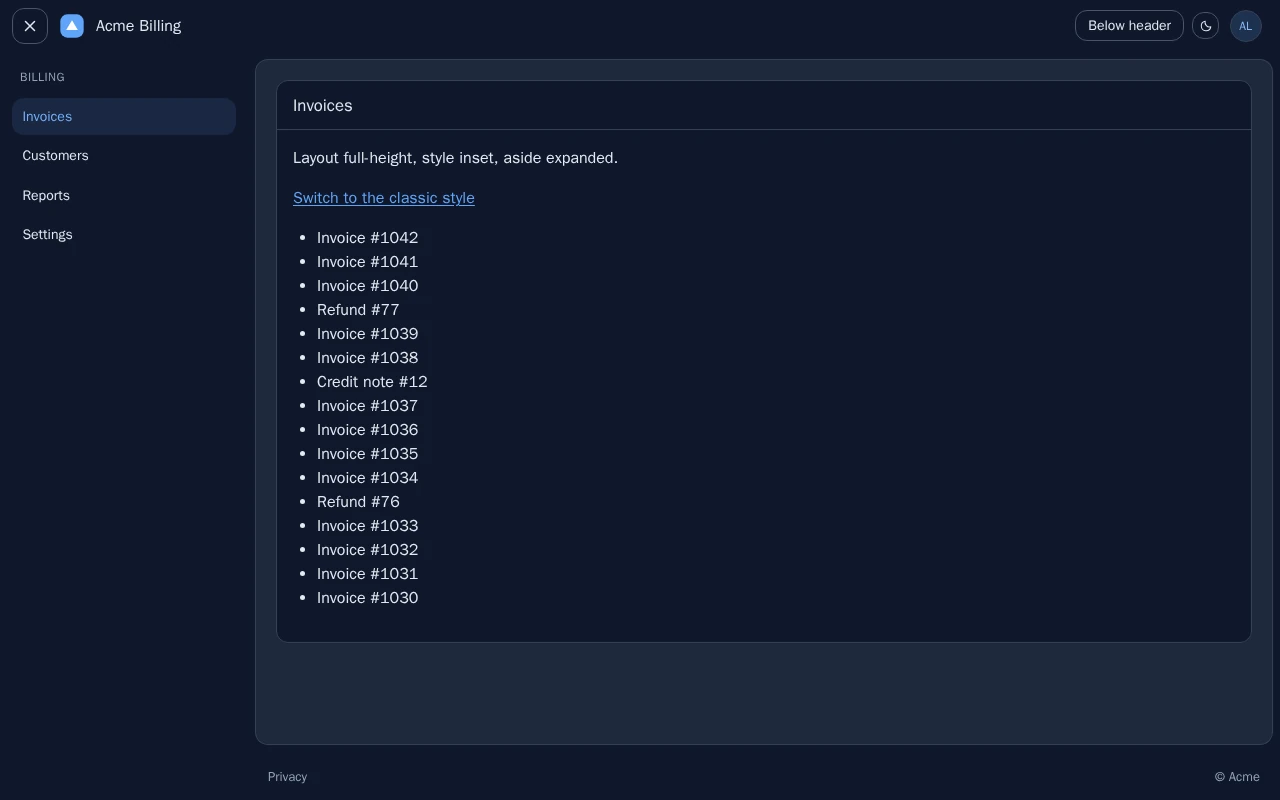 Acme Billing
Below header
AL
BILLING
Invoices
Customers
Reports
Settings
Invoices
Layout full-height, style inset, aside expanded.
Switch to the classic style
Invoice #1042
Invoice #1041
Invoice #1040
Refund #77
Invoice #1039
Invoice #1038
Credit note #12
Invoice #1037
Invoice #1036
Invoice #1035
Invoice #1034
Refund #76
Invoice #1033
Invoice #1032
Invoice #1031
Invoice #1030
Privacy
© Acme